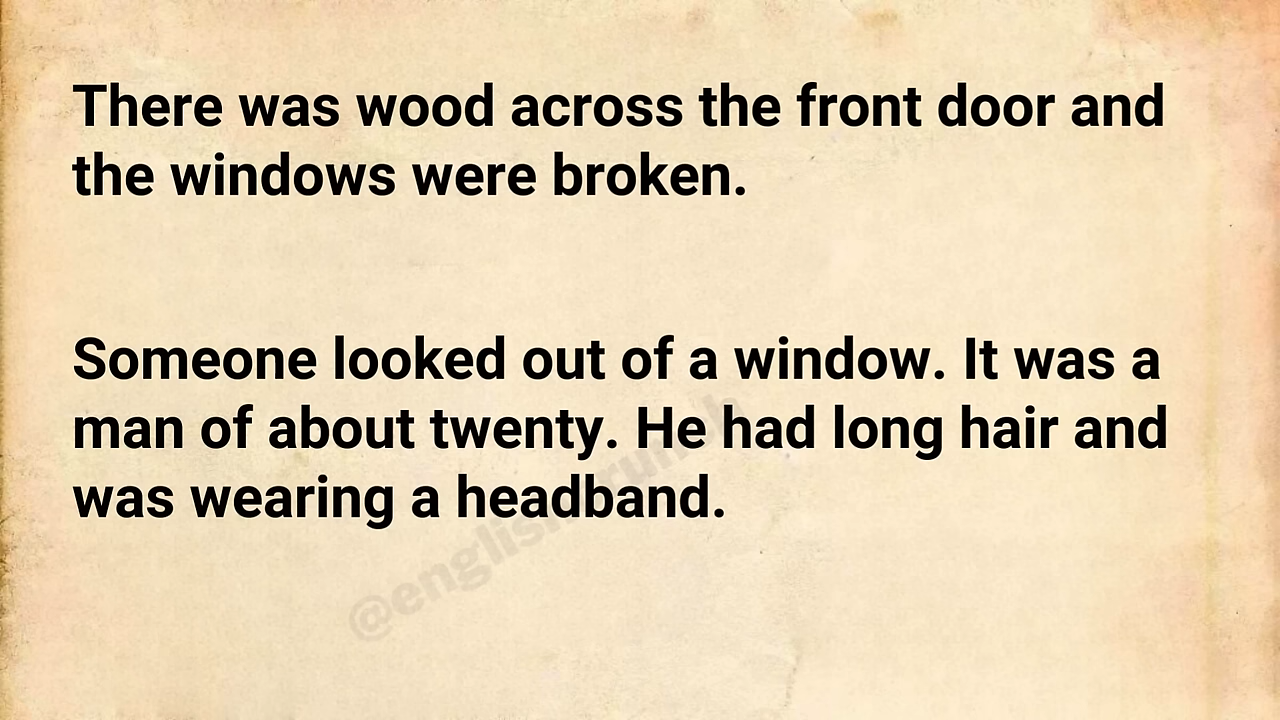 There was wood across the front door and
the windows were broken.
Someone looked out of a window. It was a
man of about twenty. He had long hair and
was wearing a headband.